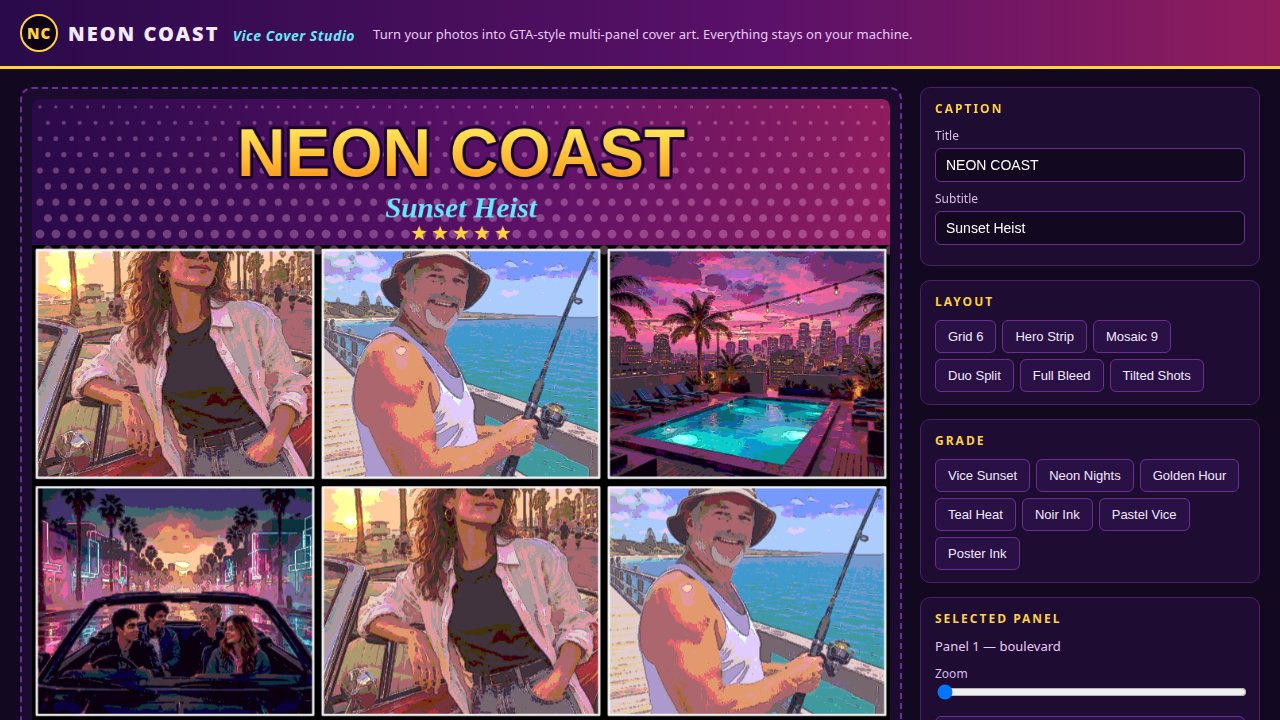 NC NEON COAST Vice Cover Studio Turn your photos into GTA-style multi-panel cover art. Everything stays on your machine.
NEON COAST
Sunset Heist
CAPTION
Title
NEON COAST
Subtitle
Sunset Heist
LAYOUT
Grid 6 Hero Strip Mosaic 9
Duo Split Full Bleed Tilted Shots
GRADE
Vice Sunset Neon Nights Golden Hour
Teal Heat Noir Ink Pastel Vice
Poster Ink
SELECTED PANEL
Panel 1 — boulevard
Zoom